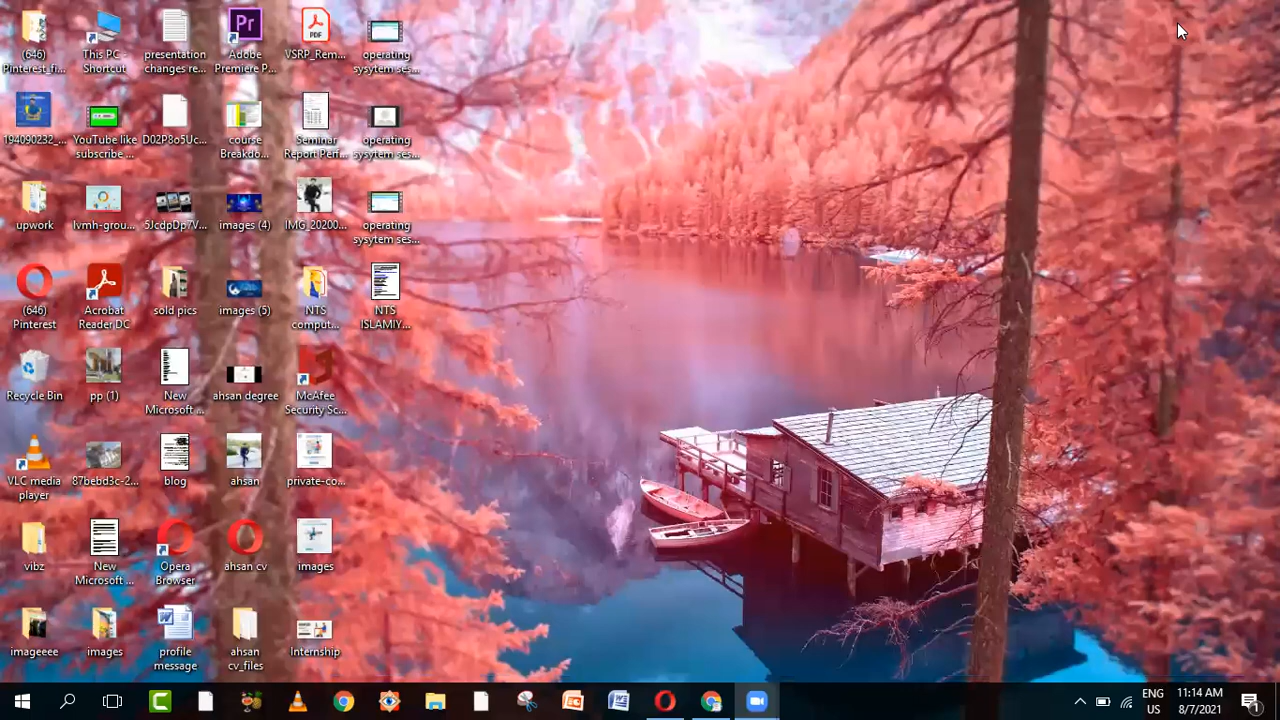 (646)
Pinterest_fi...
This PC -
Shortcut
presentation
changes re...
Adobe
Premiere P...
VSRP_Rem...
operating
sysytem ses...
194090232_...
YouTube like
subscribe ...
D02P8o5Uc...
course
Breakdo...
Seminar
Report Perf...
operating
sysytem ses...
upwork
lvmh-grou...
5JcdpDp7V...
images (4)
IMG_20200...
operating
sysytem ses...
(646)
Pinterest
Acrobat
Reader DC
sold pics
images (5)
NTS
comput...
NTS
ISLAMIY...
Recycle Bin
pp (1)
New
Microsoft ...
ahsan degree
McAfee
Security Sc...
VLC media
player
87bebd3c-2...
blog
ahsan
private-co...
vibz
New
Microsoft ...
Opera
Browser
ahsan cv
images
imageeee
images
profile
message
ahsan
cv_files
Internship
ENG
US
11:14 AM
8/7/2021